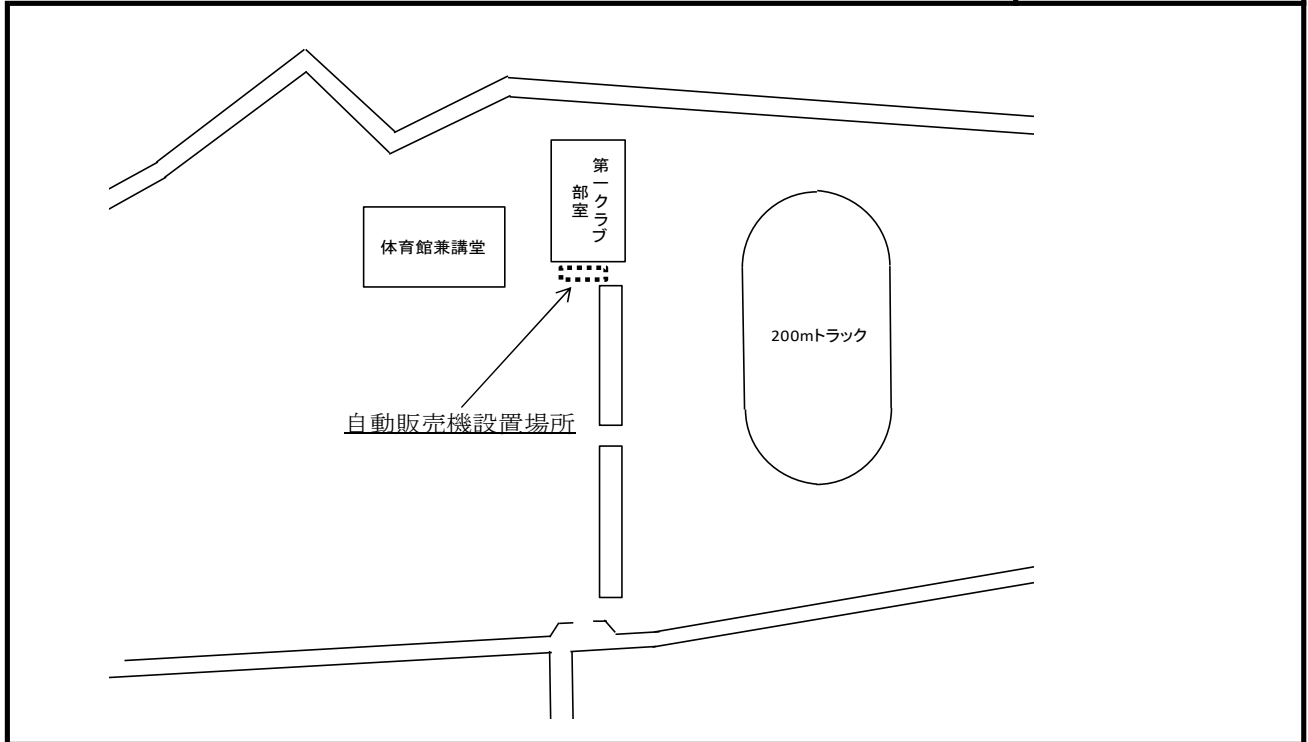 第一クラブ
部室
体育館兼講堂
200mトラック
自動販売機設置場所